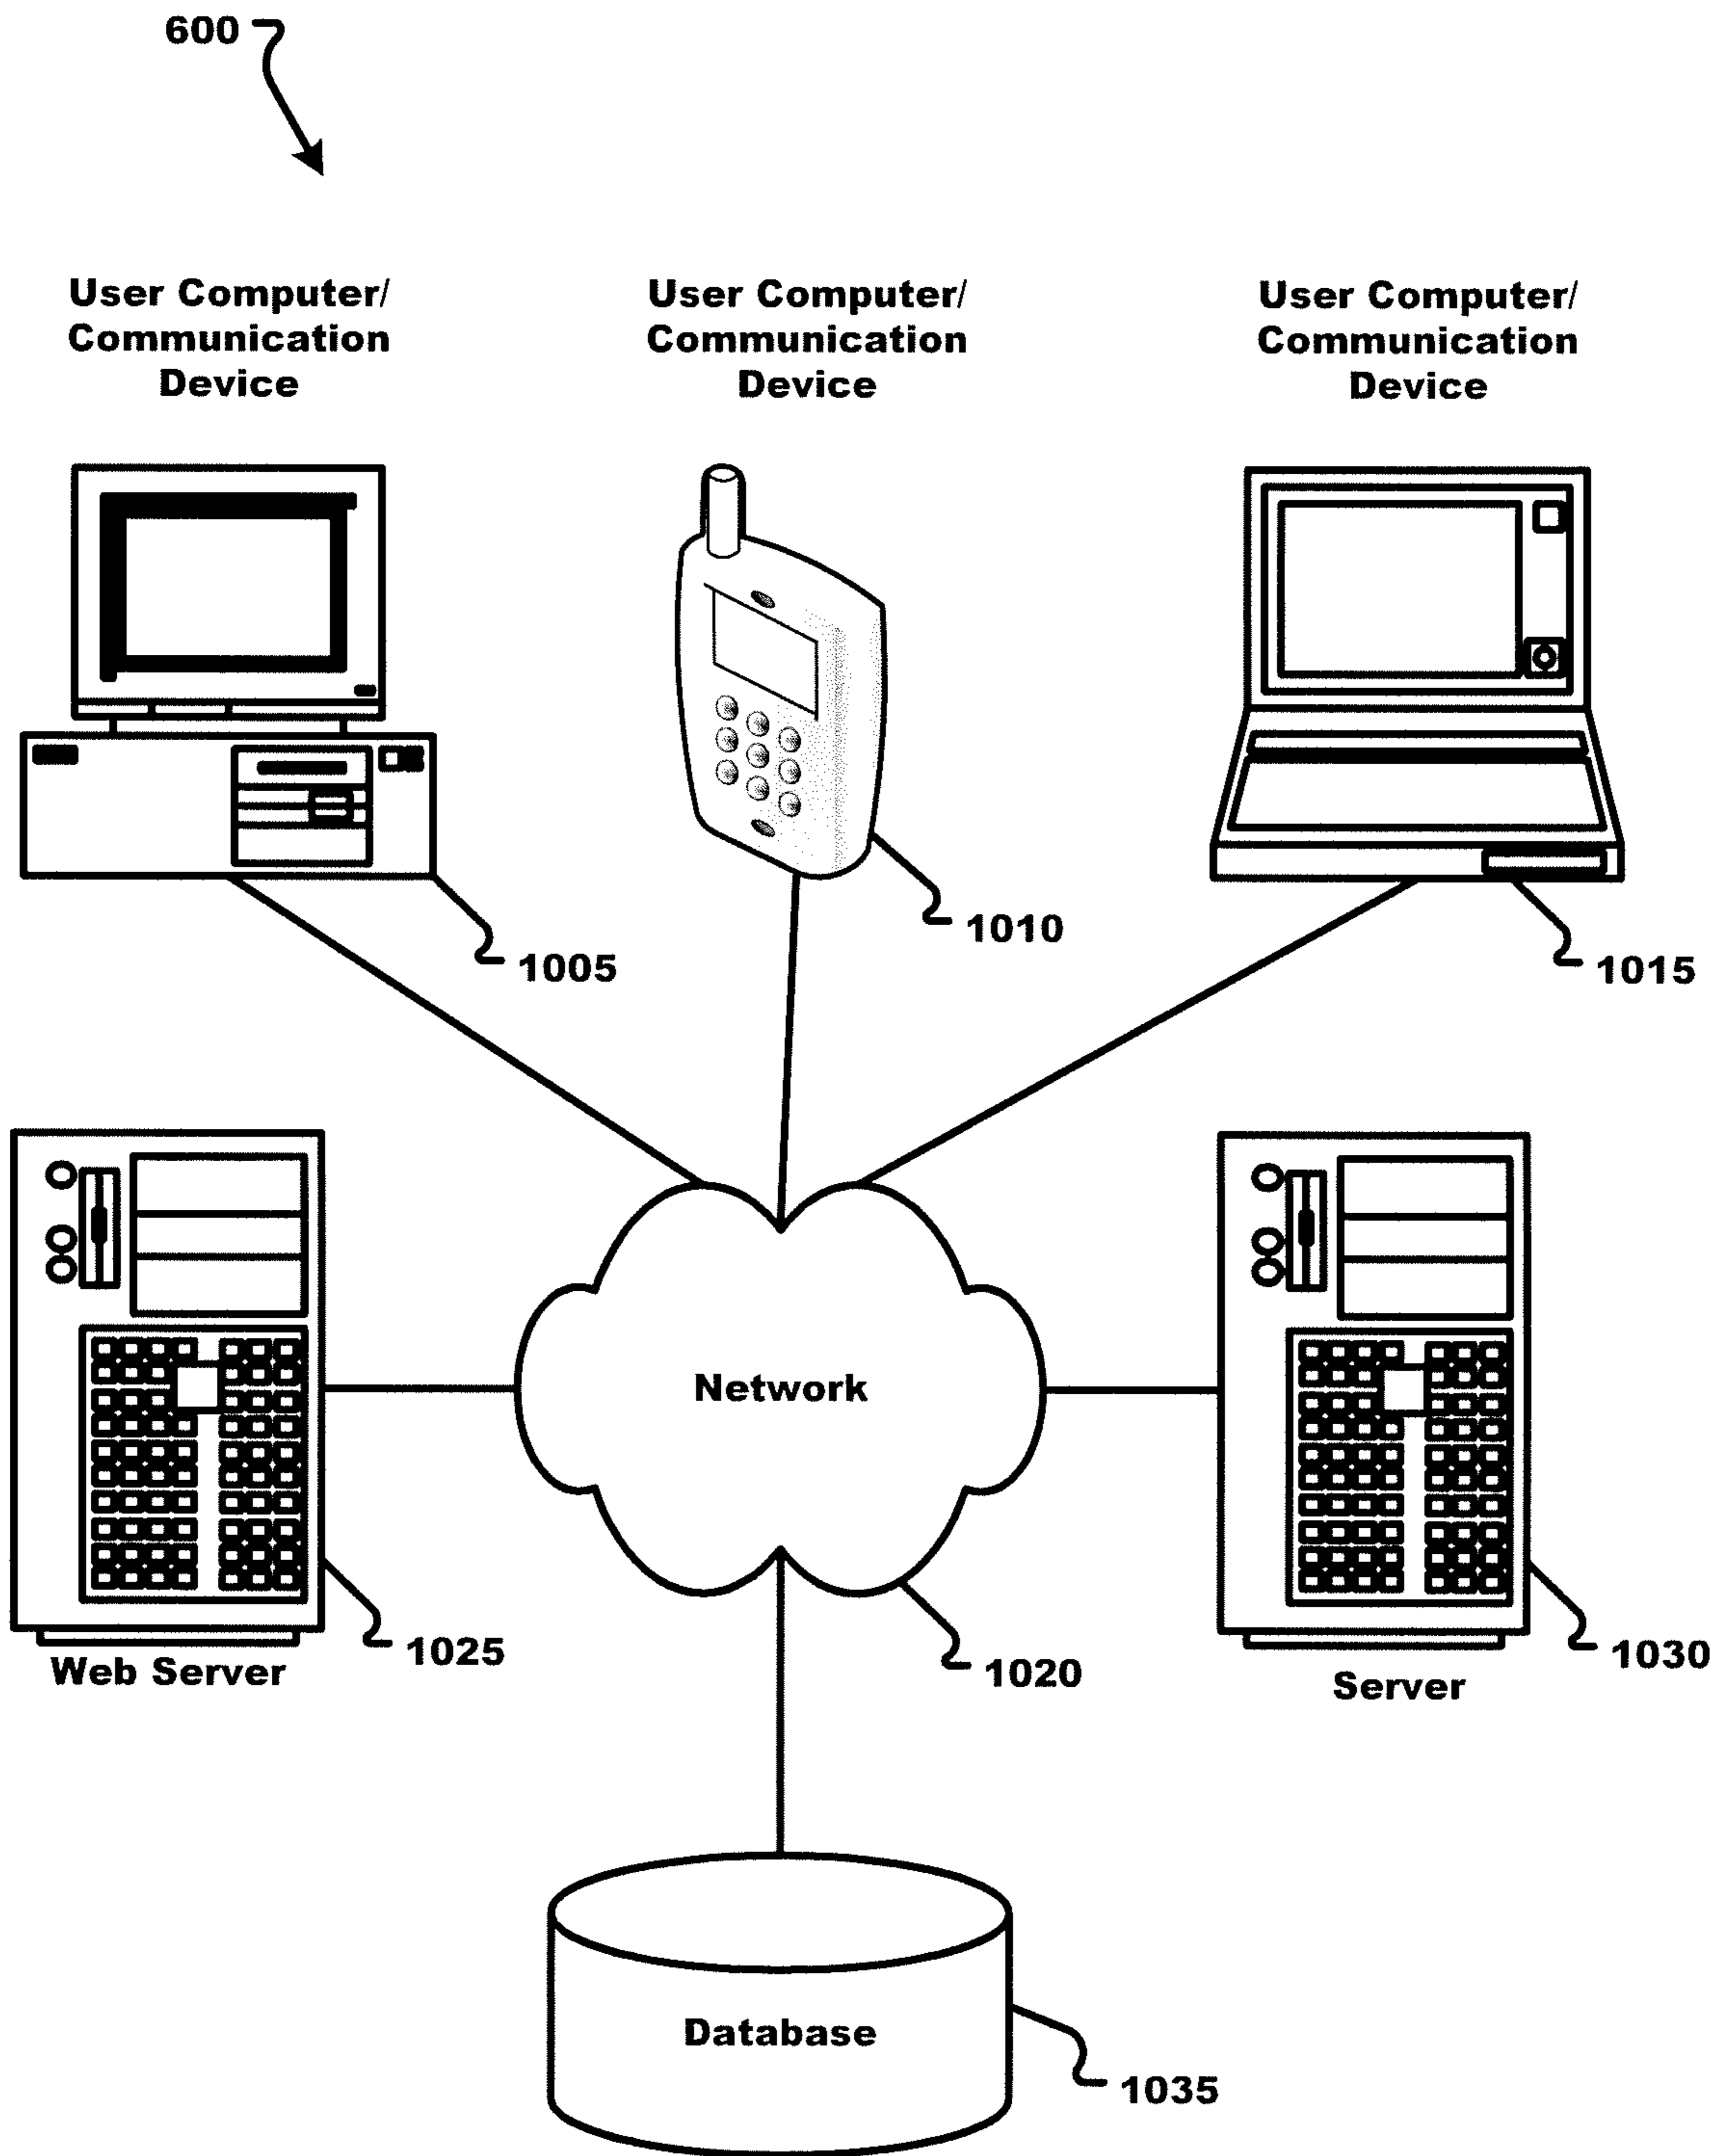 600
User Computer/
Communication
Device
User Computer/
Communication
Device
User Computer/
Communication
Device
1005
1010
1015
Network
Web Server
1025
1020
1030
Server
Database
1035